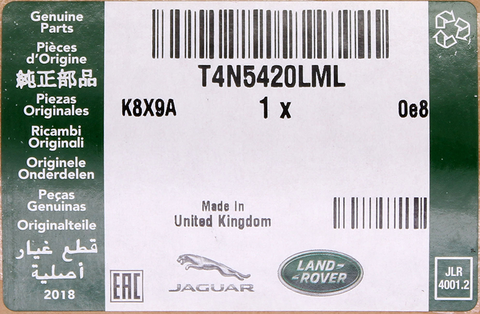 Genuine
Parts
Pièces
d'Origine
純正部品
Piezas
Originales
Ricambi
Originali
Originele
Onderdelen
Peças
Genuinas
Originalteile
قطع غيار
أصلية
2018
T4N5420LML
K8X9A 1 x 0e8
Made In
United Kingdom
EAC
JAGUAR
LAND-
-ROVER
JLR
4001.2